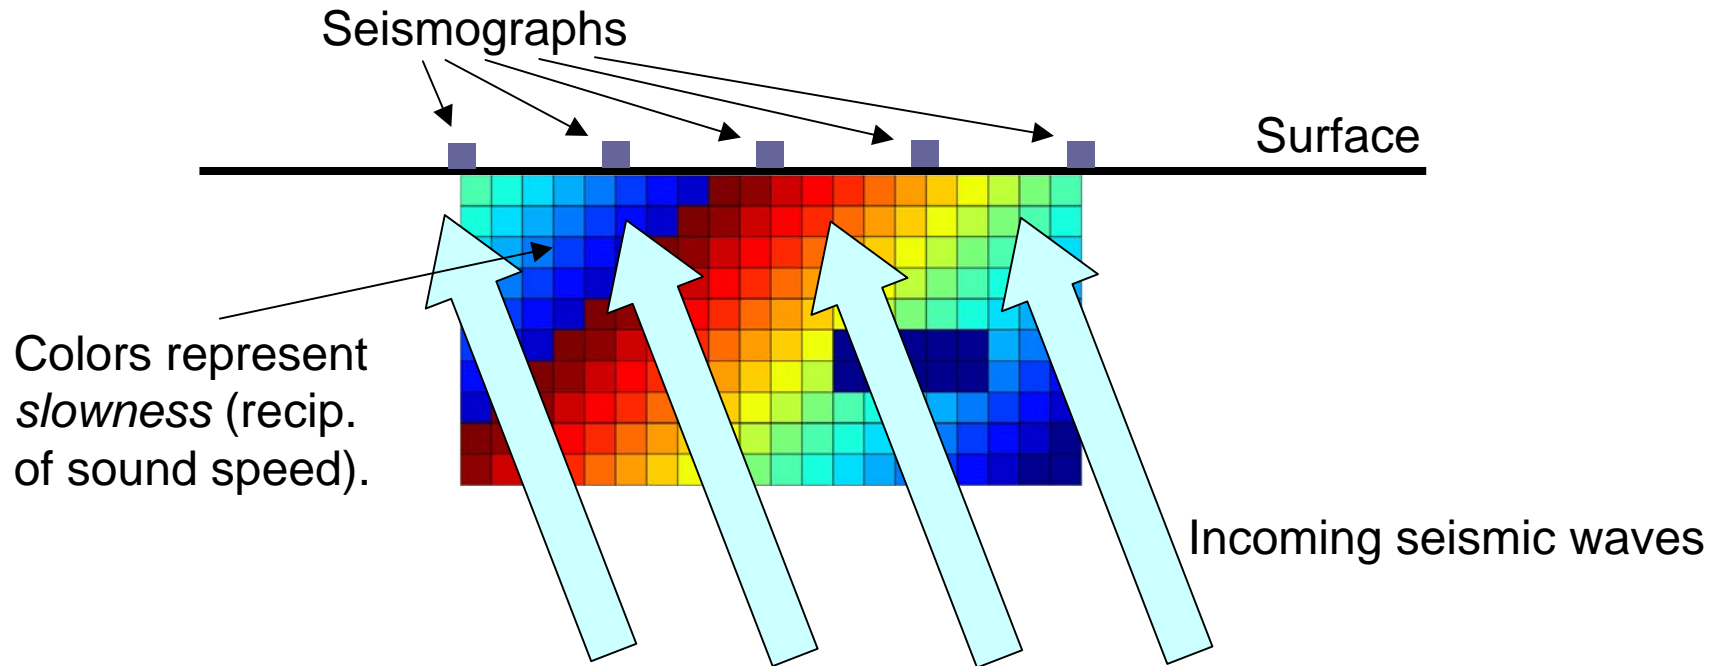 Seismographs
Surface
Colors represent
slowness (recip.
of sound speed).
Incoming seismic waves